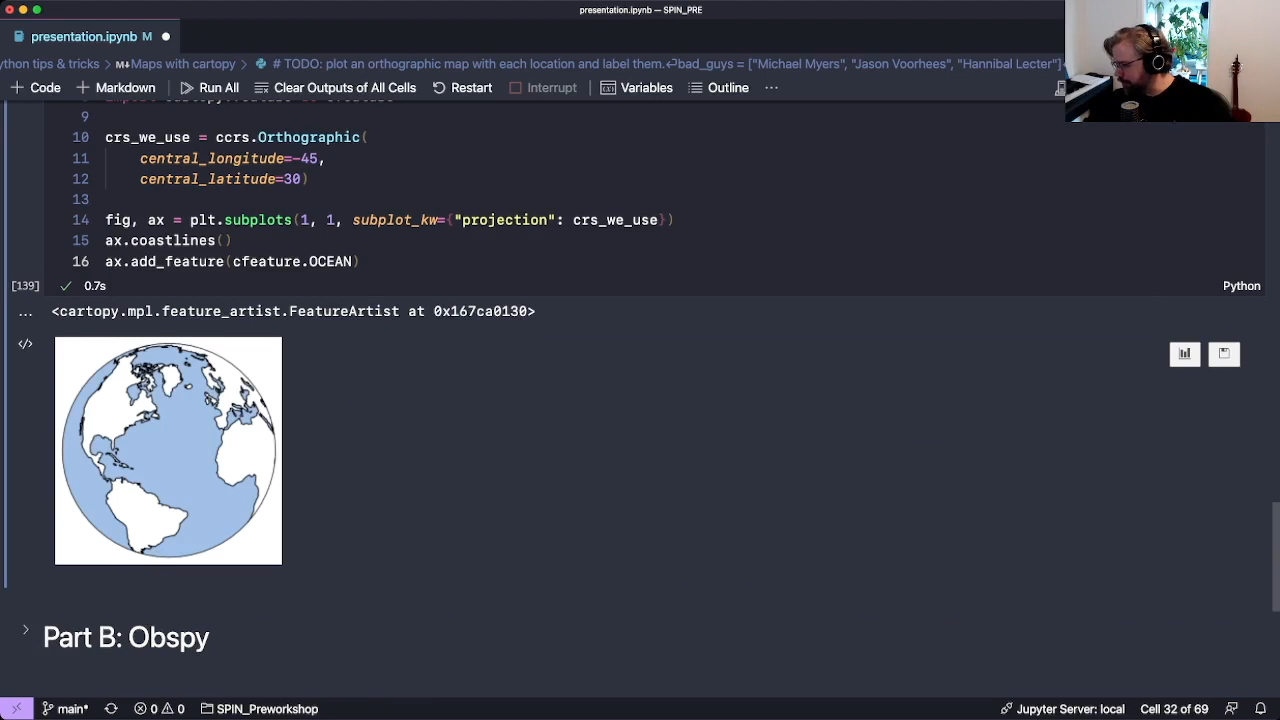 presentation.ipynb — SPIN_PRE
presentation.ipynb M
ython tips & tricks > Maps with cartopy > # TODO: plot an orthographic map with each location and label them.↵bad_guys = ["Michael Myers", "Jason Voorhees", "Hannibal Lecter"]
+ Code + Markdown Run All Clear Outputs of All Cells Restart Interrupt Variables Outline ...
9
10 crs_we_use = ccrs.Orthographic(
11 central_longitude=-45,
12 central_latitude=30)
13
14 fig, ax = plt.subplots(1, 1, subplot_kw={"projection": crs_we_use})
15 ax.coastlines()
16 ax.add_feature(cfeature.OCEAN)
[139] ✓ 0.7s Python
... <cartopy.mpl.feature_artist.FeatureArtist at 0x167ca0130>
</>
> Part B: Obspy
main* 0 0 SPIN_Preworkshop Jupyter Server: local Cell 32 of 69